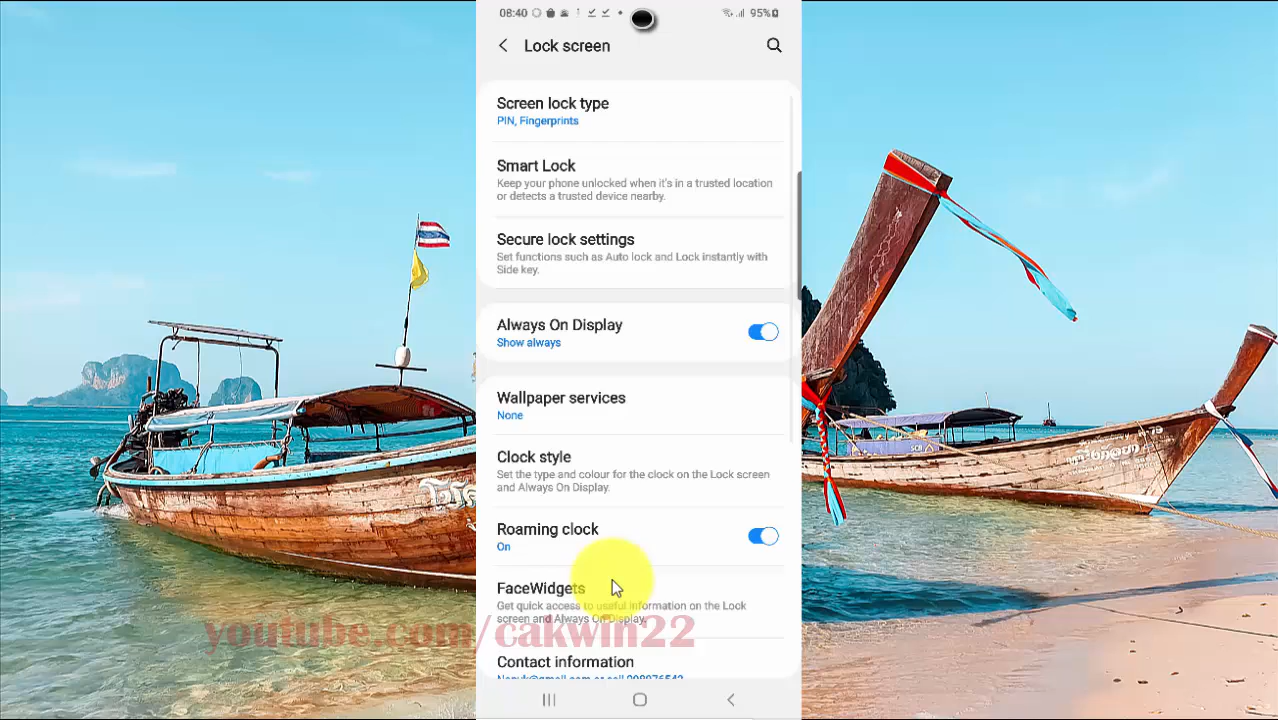 08:40
95%
Lock screen
Screen lock type
PIN, Fingerprints
Smart Lock
Keep your phone unlocked when it's in a trusted location
or detects a trusted device nearby.
Secure lock settings
Set functions such as Auto lock and Lock instantly with
Side key.
Always On Display
Show always
Wallpaper services
None
Clock style
Set the type and colour for the clock on the Lock screen
and Always On Display.
Roaming clock
On
FaceWidgets
Get quick access to useful information on the Lock
screen and Always On Display.
youtube.com/cakwin22
Contact information